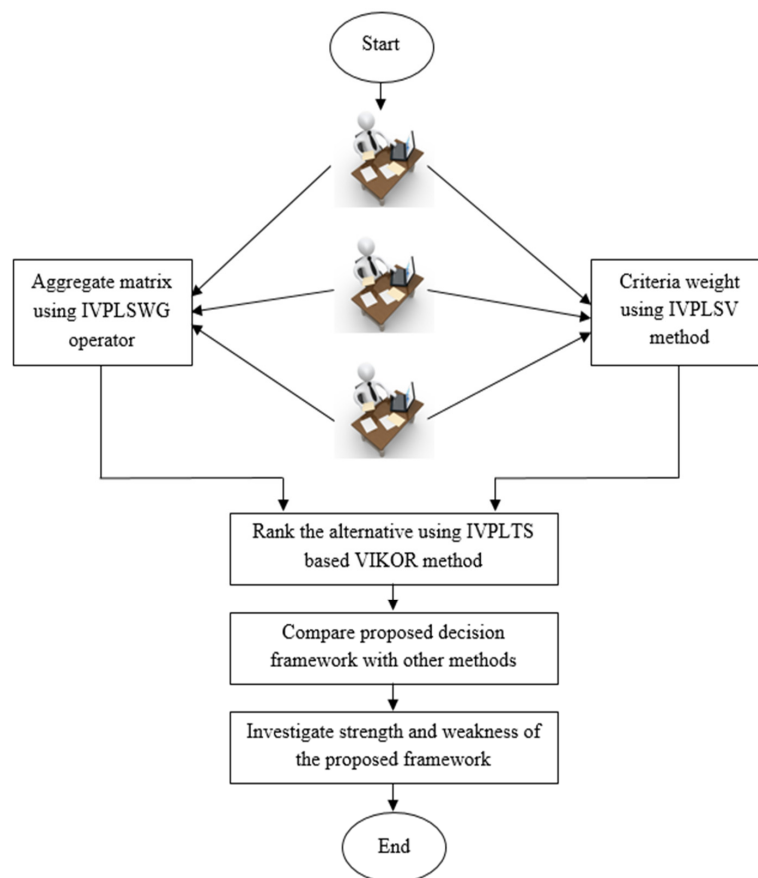 Start
Aggregate matrix
using IVPLSWG
operator
Criteria weight
using IVPLSV
method
Rank the alternative using IVPLTS
based VIKOR method
Compare proposed decision
framework with other methods
Investigate strength and weakness of
the proposed framework
End